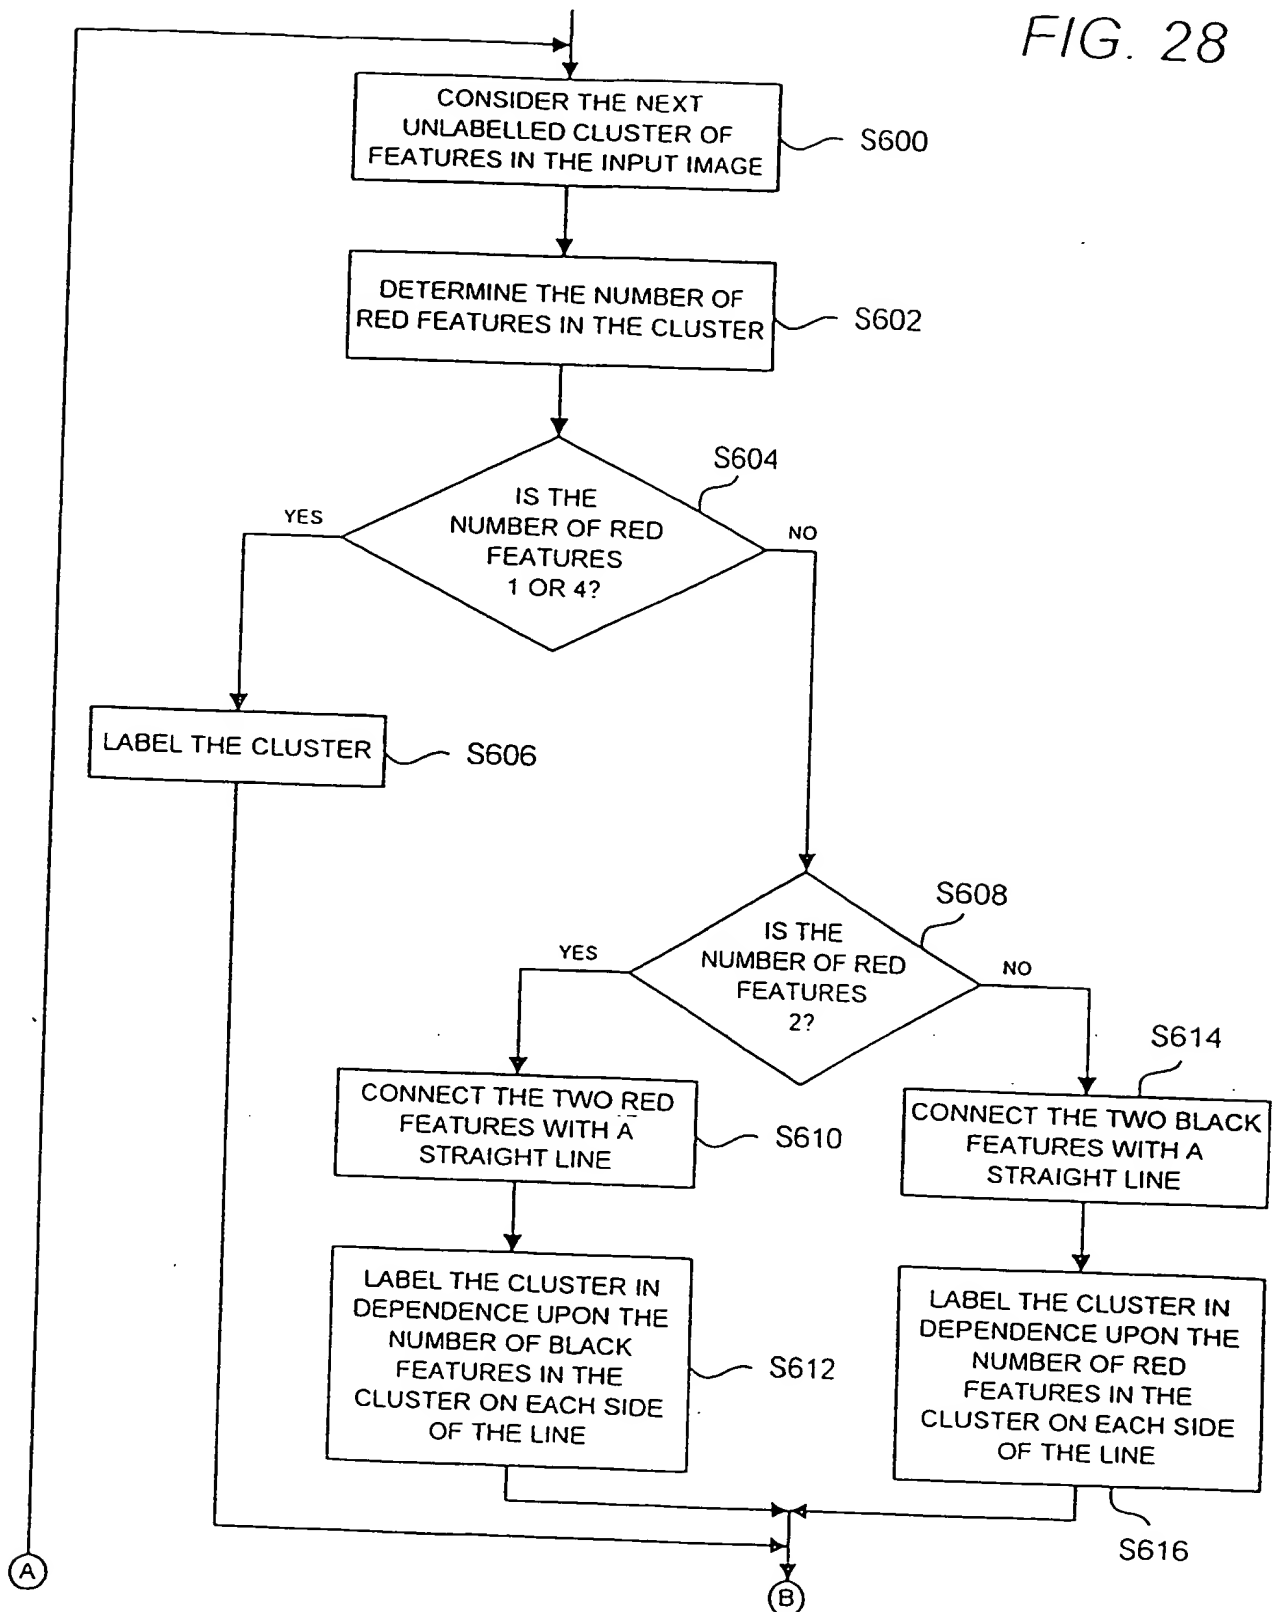 FIG. 28
CONSIDER THE NEXT
UNLABELLED CLUSTER OF
FEATURES IN THE INPUT IMAGE
S600
DETERMINE THE NUMBER OF
RED FEATURES IN THE CLUSTER
S602
S604
IS THE
NUMBER OF RED
FEATURES
1 OR 4?
YES
NO
LABEL THE CLUSTER
S606
S608
IS THE
NUMBER OF RED
FEATURES
2?
YES
NO
S614
CONNECT THE TWO RED
FEATURES WITH A
STRAIGHT LINE
S610
CONNECT THE TWO BLACK
FEATURES WITH A
STRAIGHT LINE
LABEL THE CLUSTER IN
DEPENDENCE UPON THE
NUMBER OF BLACK
FEATURES IN THE
CLUSTER ON EACH SIDE
OF THE LINE
S612
LABEL THE CLUSTER IN
DEPENDENCE UPON THE
NUMBER OF RED
FEATURES IN THE
CLUSTER ON EACH SIDE
OF THE LINE
S616
A
B